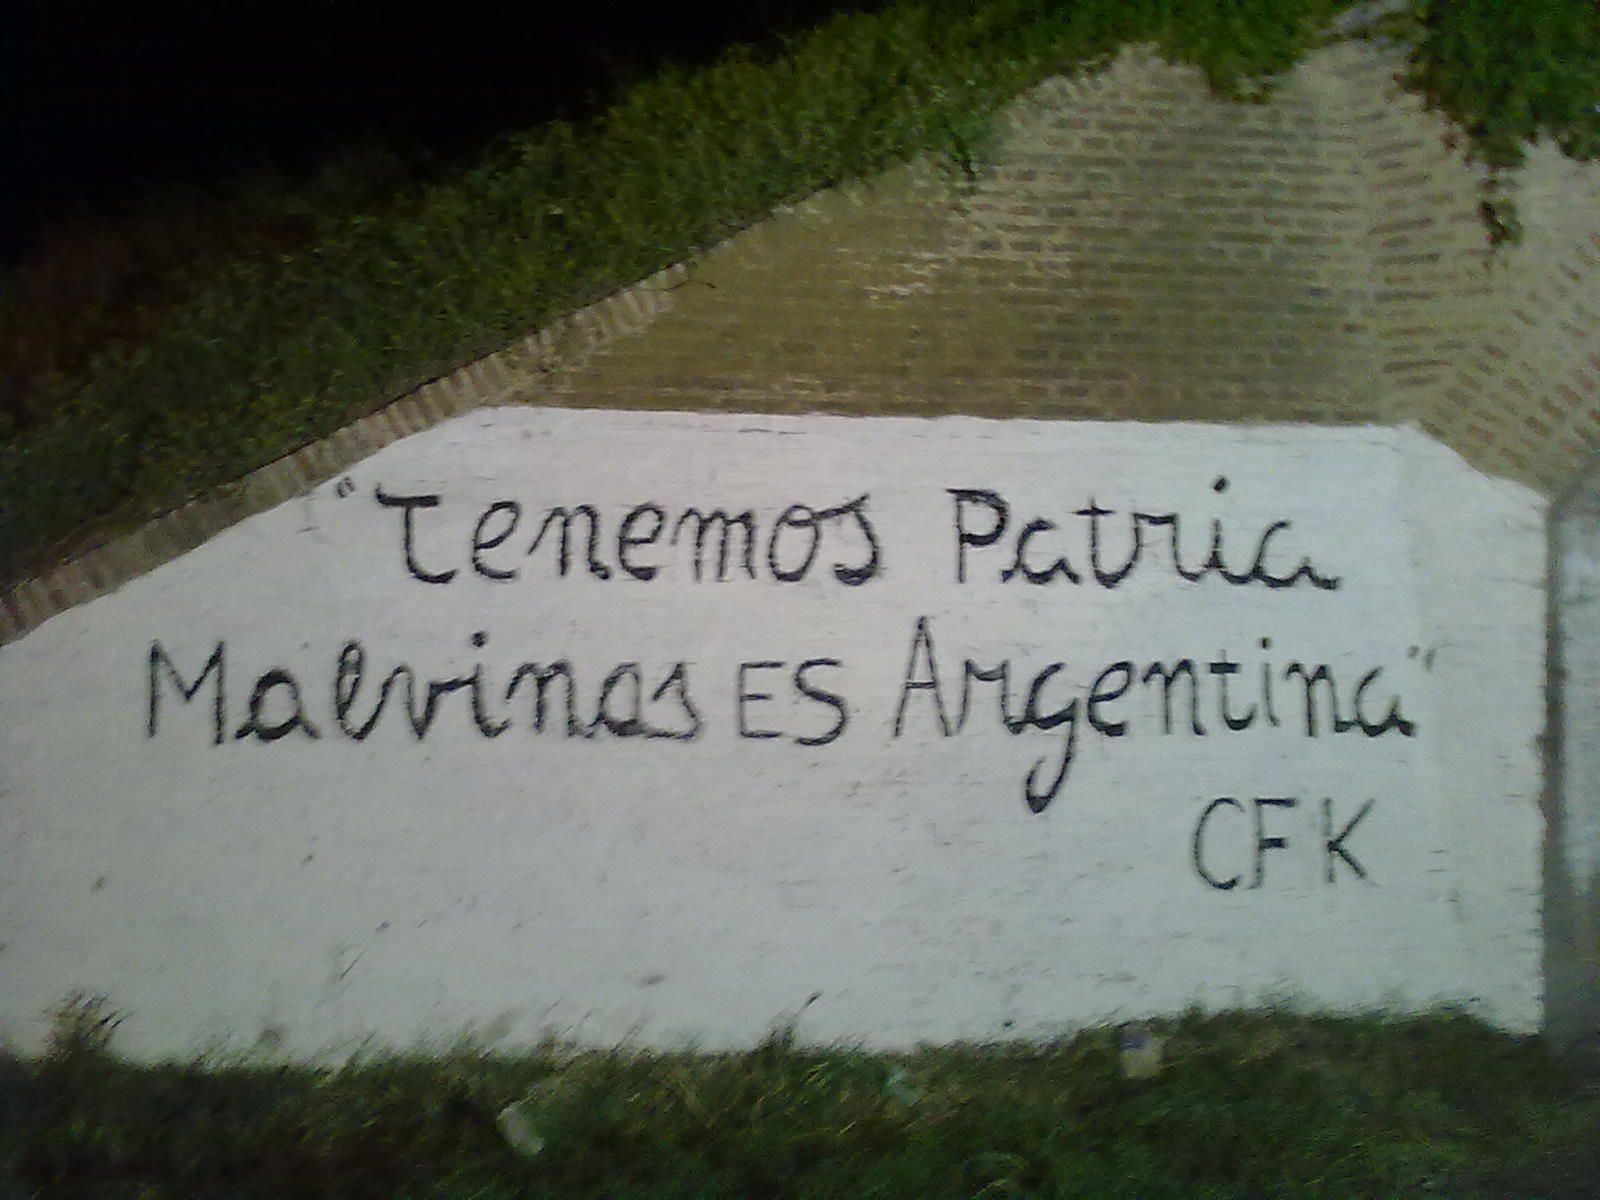 "Tenemos Patria
Malvinas ES Argentina"
CFK